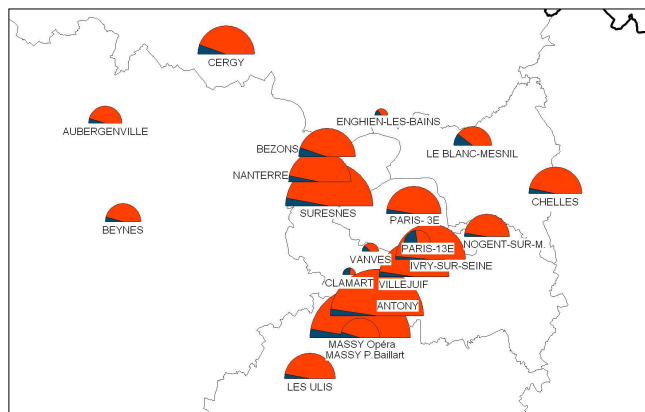 CERGY
ENGHIEN-LES-BAINS
AUBERGENVILLE
BEZONS
LE BLANC-MESNIL
NANTERRE
CHELLES
SURESNES
PARIS- 3E
BEYNES
PARIS-13E
NOGENT-SUR-M.
VANVES
IVRY-SUR-SEINE
CLAMART
VILLEJUIF
ANTONY
MASSY Opéra
MASSY P.Baillart
LES ULIS